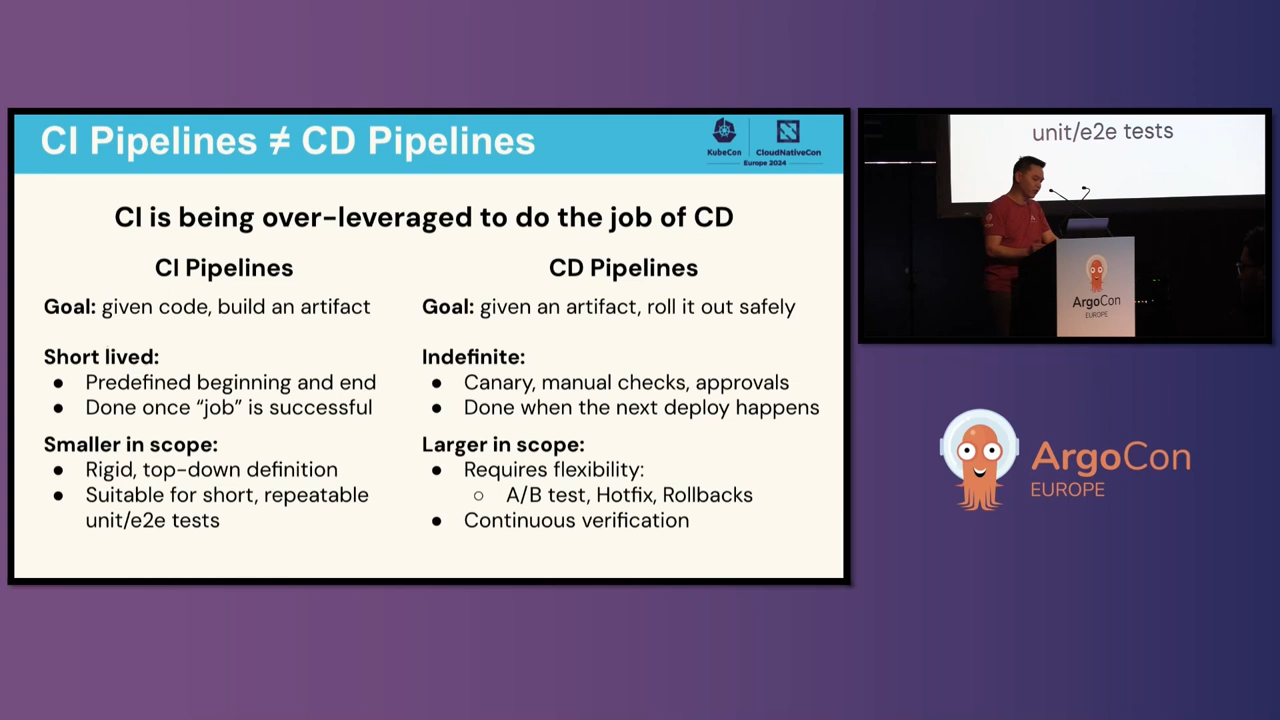 CI Pipelines ≠ CD Pipelines
KubeCon
CloudNativeCon
Europe 2024
CI is being over-leveraged to do the job of CD
CI Pipelines
Goal: given code, build an artifact
Short lived:
● Predefined beginning and end
● Done once “job” is successful
Smaller in scope:
● Rigid, top-down definition
● Suitable for short, repeatable
unit/e2e tests
CD Pipelines
Goal: given an artifact, roll it out safely
Indefinite:
● Canary, manual checks, approvals
● Done when the next deploy happens
Larger in scope:
● Requires flexibility:
○ A/B test, Hotfix, Rollbacks
● Continuous verification
unit/e2e tests
ArgoCon
EUROPE
ArgoCon
EUROPE